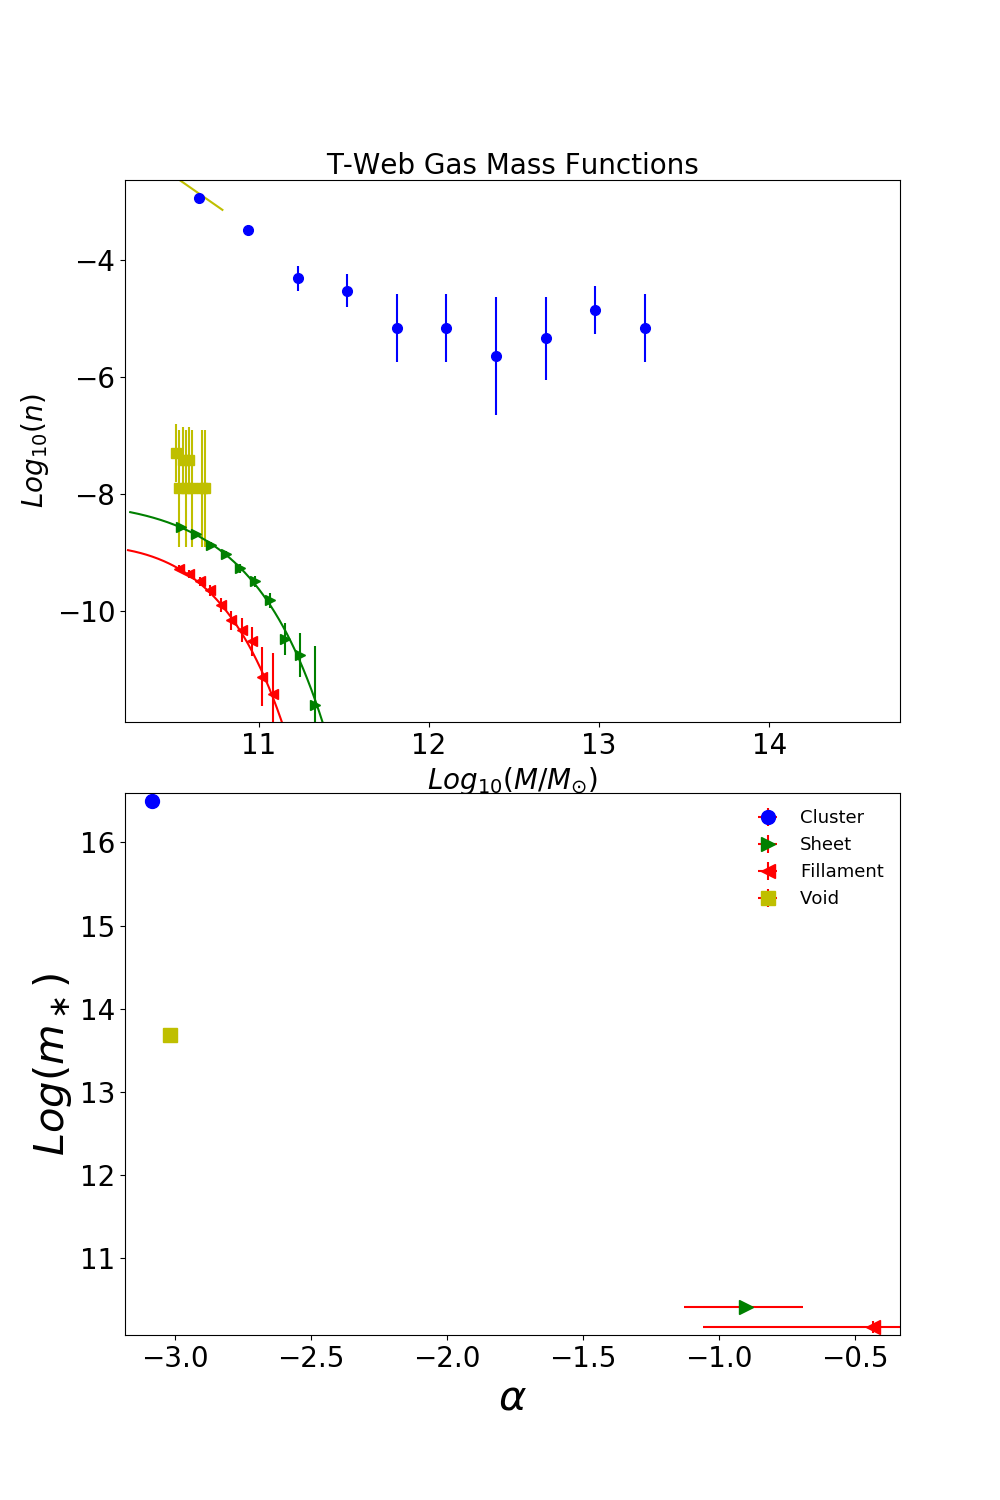 T-Web Gas Mass Functions
−4
−6
−8
−10
Log₁₀(n)
11 12 13 14
Log₁₀(M/M⊙)
16
15
14
13
12
11
Log(m∗)
Cluster
Sheet
Fillament
Void
−3.0 −2.5 −2.0 −1.5 −1.0 −0.5
α